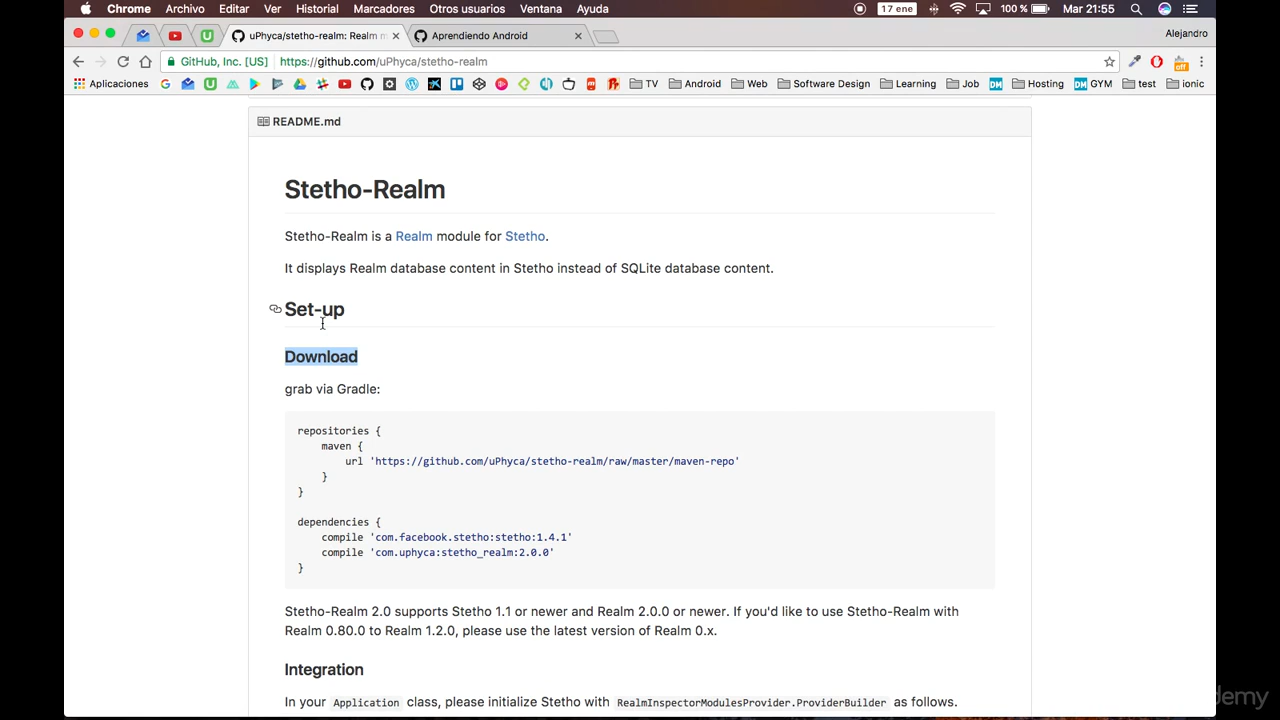 Chrome Archivo Editar Ver Historial Marcadores Otros usuarios Ventana Ayuda 17 ene 100 % Mar 21:55
uPhyca/stetho-realm: Realm m Aprendiendo Android Alejandro
GitHub, Inc. [US] https://github.com/uPhyca/stetho-realm off
Aplicaciones TV Android Web Software Design Learning Job Hosting GYM test ionic
README.md
Stetho-Realm
Stetho-Realm is a Realm module for Stetho.
It displays Realm database content in Stetho instead of SQLite database content.
Set-up
Download
grab via Gradle:
repositories {
maven {
url 'https://github.com/uPhyca/stetho-realm/raw/master/maven-repo'
}
}
dependencies {
compile 'com.facebook.stetho:stetho:1.4.1'
compile 'com.uphyca:stetho_realm:2.0.0'
}
Stetho-Realm 2.0 supports Stetho 1.1 or newer and Realm 2.0.0 or newer. If you'd like to use Stetho-Realm with
Realm 0.80.0 to Realm 1.2.0, please use the latest version of Realm 0.x.
Integration
In your Application class, please initialize Stetho with RealmInspectorModulesProvider.ProviderBuilder as follows.